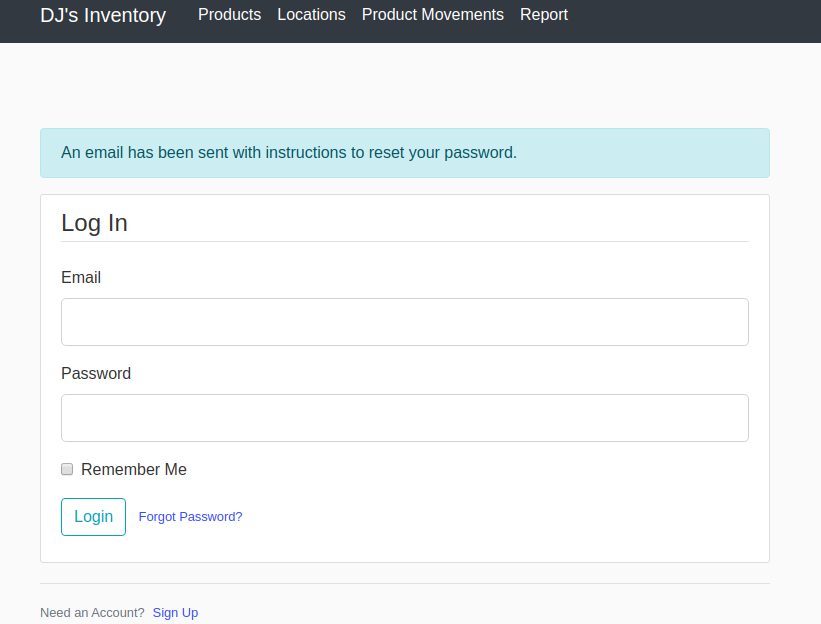 DJ's Inventory Products Locations Product Movements Report
An email has been sent with instructions to reset your password.
Log In
Email
Password
Remember Me
Login Forgot Password?
Need an Account? Sign Up